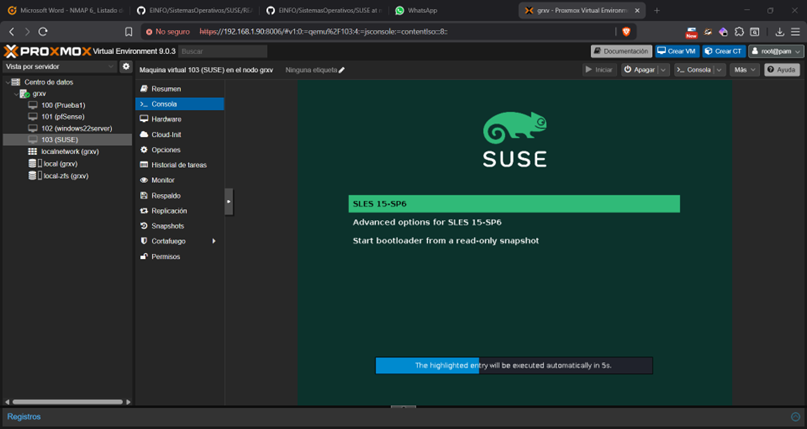 Microsoft Word - NMAP 6_ Listado d
EINFO/SistemasOperativos/SUSE/Ri
EINFO/SistemasOperativos/SUSE at m
WhatsApp
grxv - Proxmox Virtual Environm
No seguro
https://192.168.1.90:8006/#v1:0:=qemu%2F103:4:=jsconsole:=contentIso:::8::
PROXMOX Virtual Environment 9.0.3
Buscar
Documentación
Crear VM
Crear CT
root@pam
Vista por servidor
Maquina virtual 103 (SUSE) en el nodo grxv
Ninguna etiqueta
Iniciar
Apagar
Consola
Más
Ayuda
Centro de datos
grxv
100 (Prueba1)
101 (pfSense)
102 (windows22server)
103 (SUSE)
localnetwork (grxv)
local (grxv)
local-zfs (grxv)
Resumen
Consola
Hardware
Cloud-Init
Opciones
Historial de tareas
Monitor
Respaldo
Replicación
Snapshots
Cortafuego
Permisos
SUSE
SLES 15-SP6
Advanced options for SLES 15-SP6
Start bootloader from a read-only snapshot
The highlighted entry will be executed automatically in 5s.
Registros